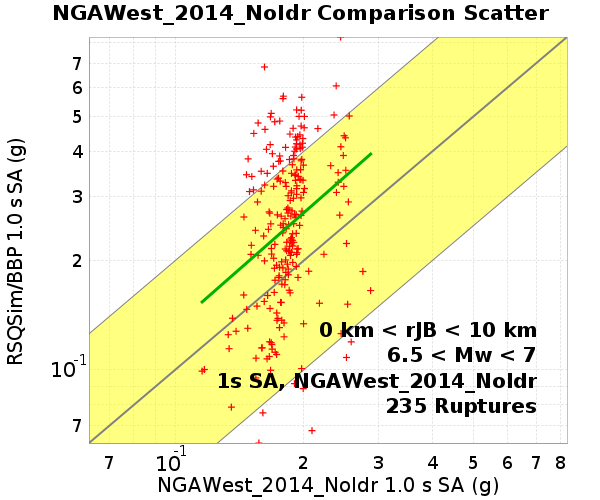 NGAWest_2014_NoIdr Comparison Scatter
RSQSim/BBP 1.0 s SA (g)
7
6
5
4
3
2
10-1
7
0 km < rJB < 10 km
6.5 < Mw < 7
1s SA, NGAWest_2014_NoIdr
235 Ruptures
7 10-1 2 3 4 5 6 7 8
NGAWest_2014_NoIdr 1.0 s SA (g)